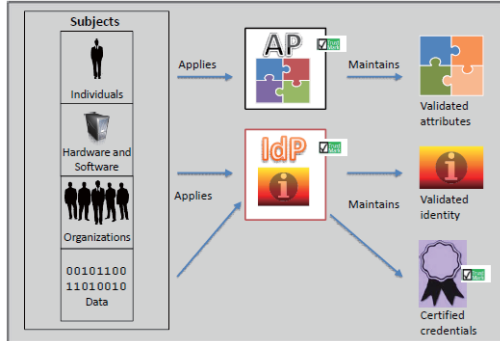 Subjects
Individuals
Hardware and
Software
Organizations
00101100
11010010
Data
Applies
Applies
AP
IdP
i
Maintains
Maintains
Validated
attributes
i
Validated
identity
Certified
credentials